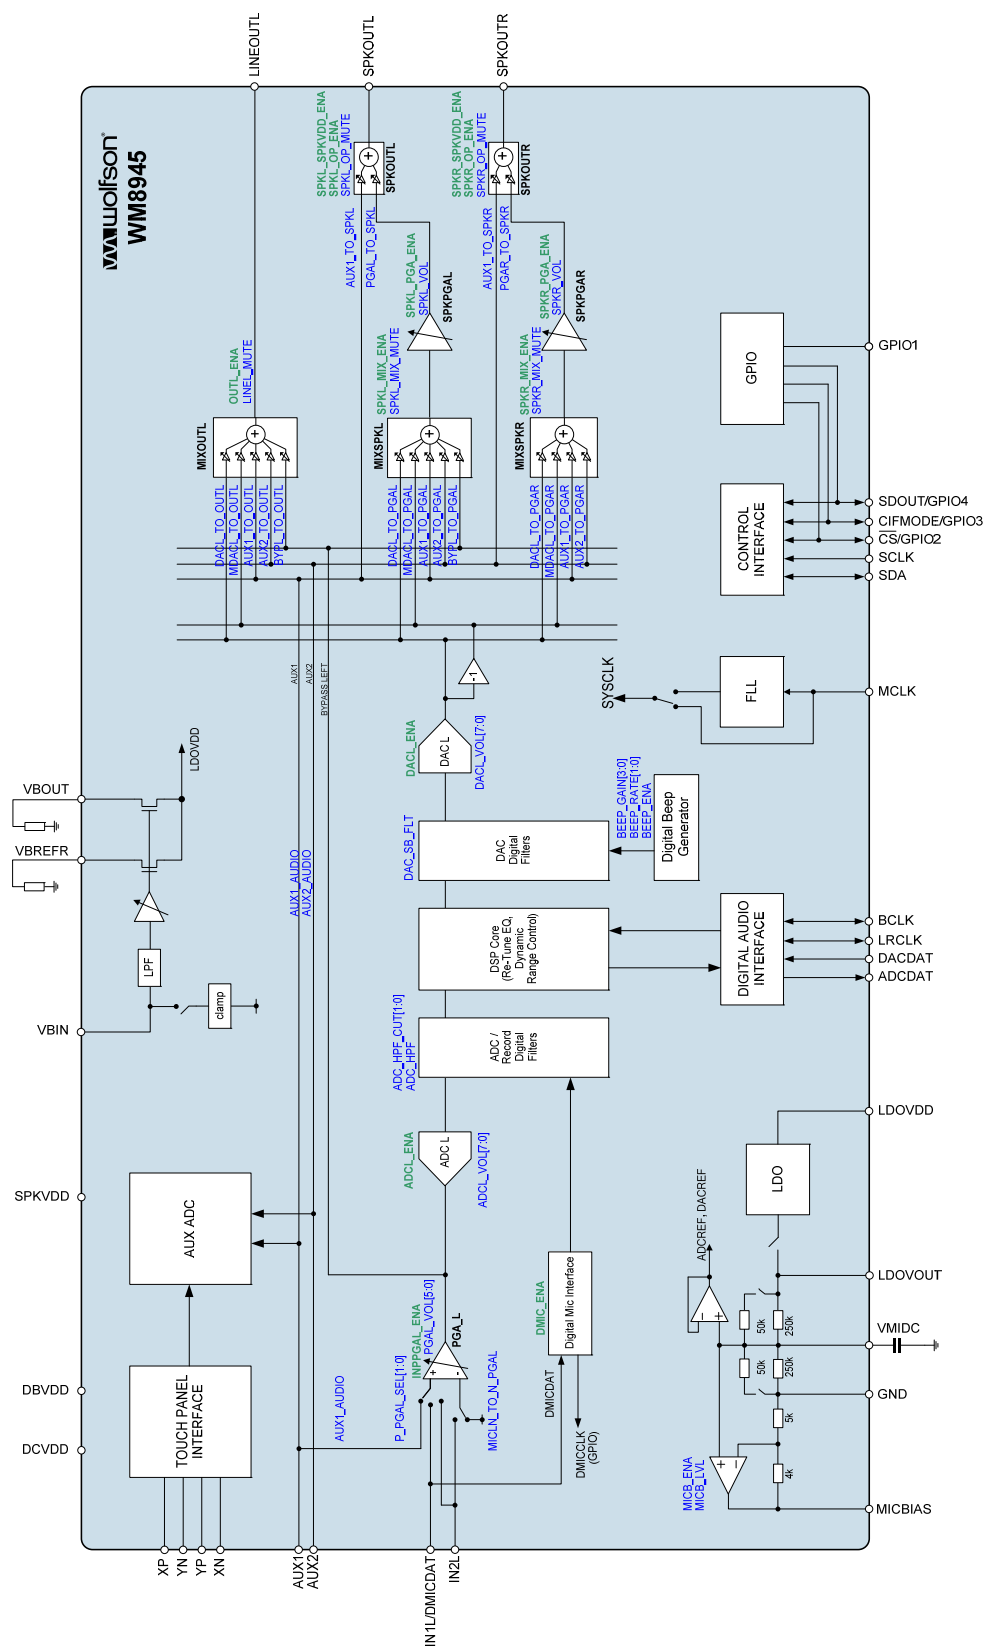 LINEOUTL
SPKOUTL
SPKOUTR
wolfson
WM8945
SPKL_SPKVDD_ENA
SPKL_OP_ENA
SPKL_OP_MUTE
SPKOUTL
SPKR_SPKVDD_ENA
SPKR_OP_ENA
SPKR_OP_MUTE
SPKOUTR
AUX1_TO_SPKL
PGAL_TO_SPKL
AUX1_TO_SPKR
PGAR_TO_SPKR
SPKL_PGA_ENA
SPKL_VOL
SPKPGAL
SPKR_PGA_ENA
SPKR_VOL
SPKPGAR
OUTL_ENA
LINEL_MUTE
SPKL_MIX_ENA
SPKL_MIX_MUTE
SPKR_MIX_ENA
SPKR_MIX_MUTE
MIXOUTL
MIXSPKL
MIXSPKR
DACL_TO_OUTL
MDACL_TO_OUTL
AUX1_TO_OUTL
AUX2_TO_OUTL
BYPL_TO_OUTL
DACL_TO_PGAL
MDACL_TO_PGAL
AUX1_TO_PGAL
AUX2_TO_PGAL
BYPL_TO_PGAL
DACL_TO_PGAR
MDACL_TO_PGAR
AUX1_TO_PGAR
AUX2_TO_PGAR
GPIO
GPIO1
CONTROL
INTERFACE
SDOUT/GPIO4
CIFMODE/GPIO3
CS/GPIO2
SCLK
SDA
AUX1
AUX2
BYPASS LEFT
-1
SYSCLK
FLL
MCLK
VBOUT
VBREFR
LDOVDD
LPF
clamp
VBIN
DACL_ENA
DAC L
DACL_VOL[7:0]
DAC_SB_FLT
DAC
Digital
Filters
BEEP_GAIN[3:0]
BEEP_RATE[1:0]
BEEP_ENA
Digital Beep
Generator
AUX1_AUDIO
AUX2_AUDIO
DSP Core
(Re-Tune EQ,
Dynamic
Range Control)
DIGITAL AUDIO
INTERFACE
BCLK
LRCLK
DACDAT
ADCDAT
ADC_HPF_CUT[1:0]
ADC_HPF
ADC /
Record
Digital
Filters
ADCL_ENA
ADC L
ADCL_VOL[7:0]
SPKVDD
AUX ADC
DBVDD
DCVDD
TOUCH PANEL
INTERFACE
XP
YN
YP
XN
AUX1
AUX2
IN1L/DMICDAT
IN2L
AUX1_AUDIO
P_PGAL_SEL[1:0]
INPPGAL_ENA
PGAL_VOL[5:0]
PGA_L
+
-
MICLN_TO_N_PGAL
DMIC_ENA
Digital Mic Interface
DMICDAT
DMICCLK
(GPIO)
LDOVDD
LDO
ADCREF, DACREF
LDOVOUT
50k
250k
VMIDC
50k
250k
GND
5k
4k
MICB_ENA
MICB_LVL
MICBIAS